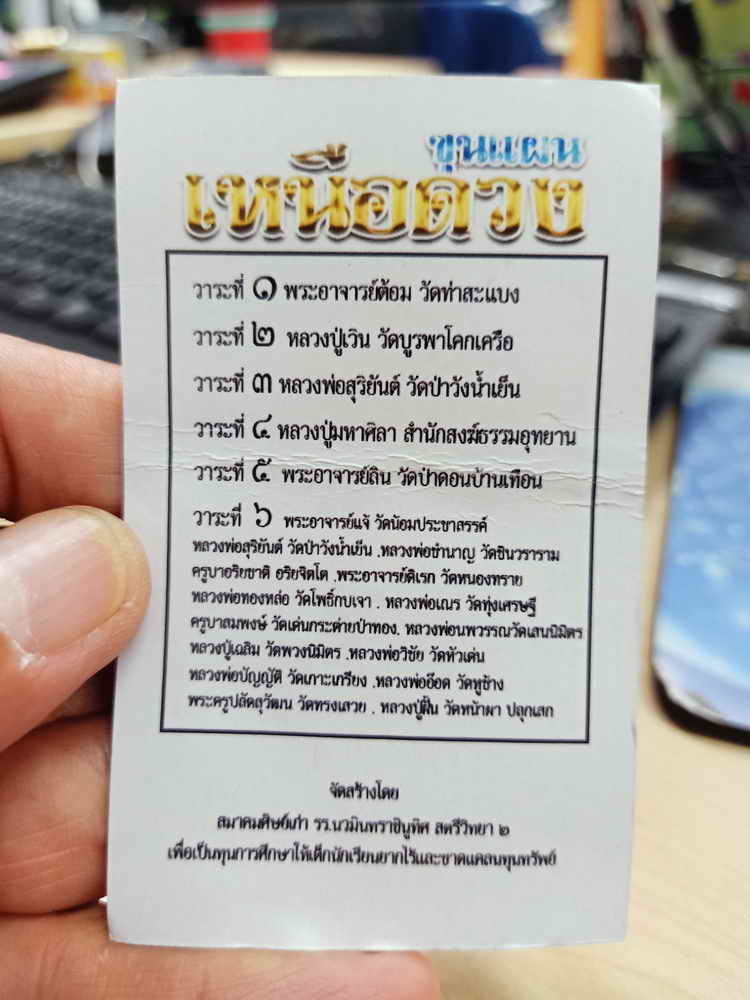 ขุนแผน
เหนือดวง
วาระที่ ๑ พระอาจารย์ต้อม วัดท่าสะแบง
วาระที่ ๒ หลวงปู่เวิน วัดบูรพาโคกเครือ
วาระที่ ๓ หลวงพ่อสุริยันต์ วัดป่าวังน้ำเย็น
วาระที่ ๔ หลวงปู่มหาศิลา สำนักสงฆ์ธรรมอุทยาน
วาระที่ ๕ พระอาจารย์ลิน วัดป่าดอนบ้านเทือน
วาระที่ ๖ พระอาจารย์แจ้ วัดน้อมประชาสรรค์
หลวงพ่อสุริยันต์ วัดป่าวังน้ำเย็น .หลวงพ่อชำนาญ วัดชินวราราม
ครูบาอริยชาติ อริยจิตโต .พระอาจารย์ดิเรก วัดหนองทราย
หลวงพ่อทองหล่อ วัดโพธิ์กบเจา . หลวงพ่อเณร วัดทุ่งเศรษฐี
ครูบาสมพงษ์ วัดเด่นกระต่ายป่าทอง. หลวงพ่อนพวรรณวัดเสนนิมิตร
หลวงปู่เฉลิม วัดพวงนิมิตร .หลวงพ่อวิชัย วัดหัวเด่น
หลวงพ่อบัญญัติ วัดเกาะเกรียง .หลวงพ่ออ๊อด วัดหูช้าง
พระครูปลัดสุวัฒน วัดทรงเสวย . หลวงปู่ฝั้น วัดหน้าผา ปลุกเสก
จัดสร้างโดย
สมาคมศิษย์เก่า รร.นวมินทราชินูทิศ สตรีวิทยา ๒
เพื่อเป็นทุนการศึกษาให้เด็กนักเรียนยากไร้และขาดแคลนทุนทรัพย์